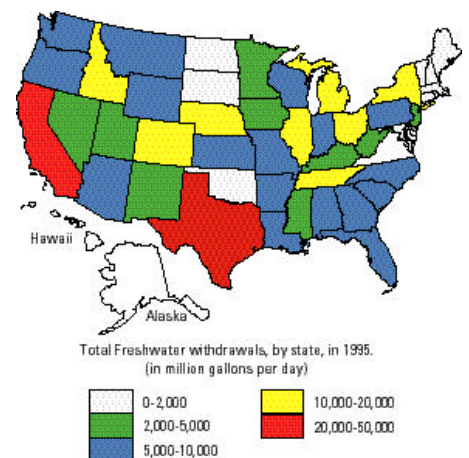 Hawaii
Alaska
Total Freshwater withdrawals, by state, in 1995.
(in million gallons per day)
0-2,000
10,000-20,000
2,000-5,000
20,000-50,000
5,000-10,000